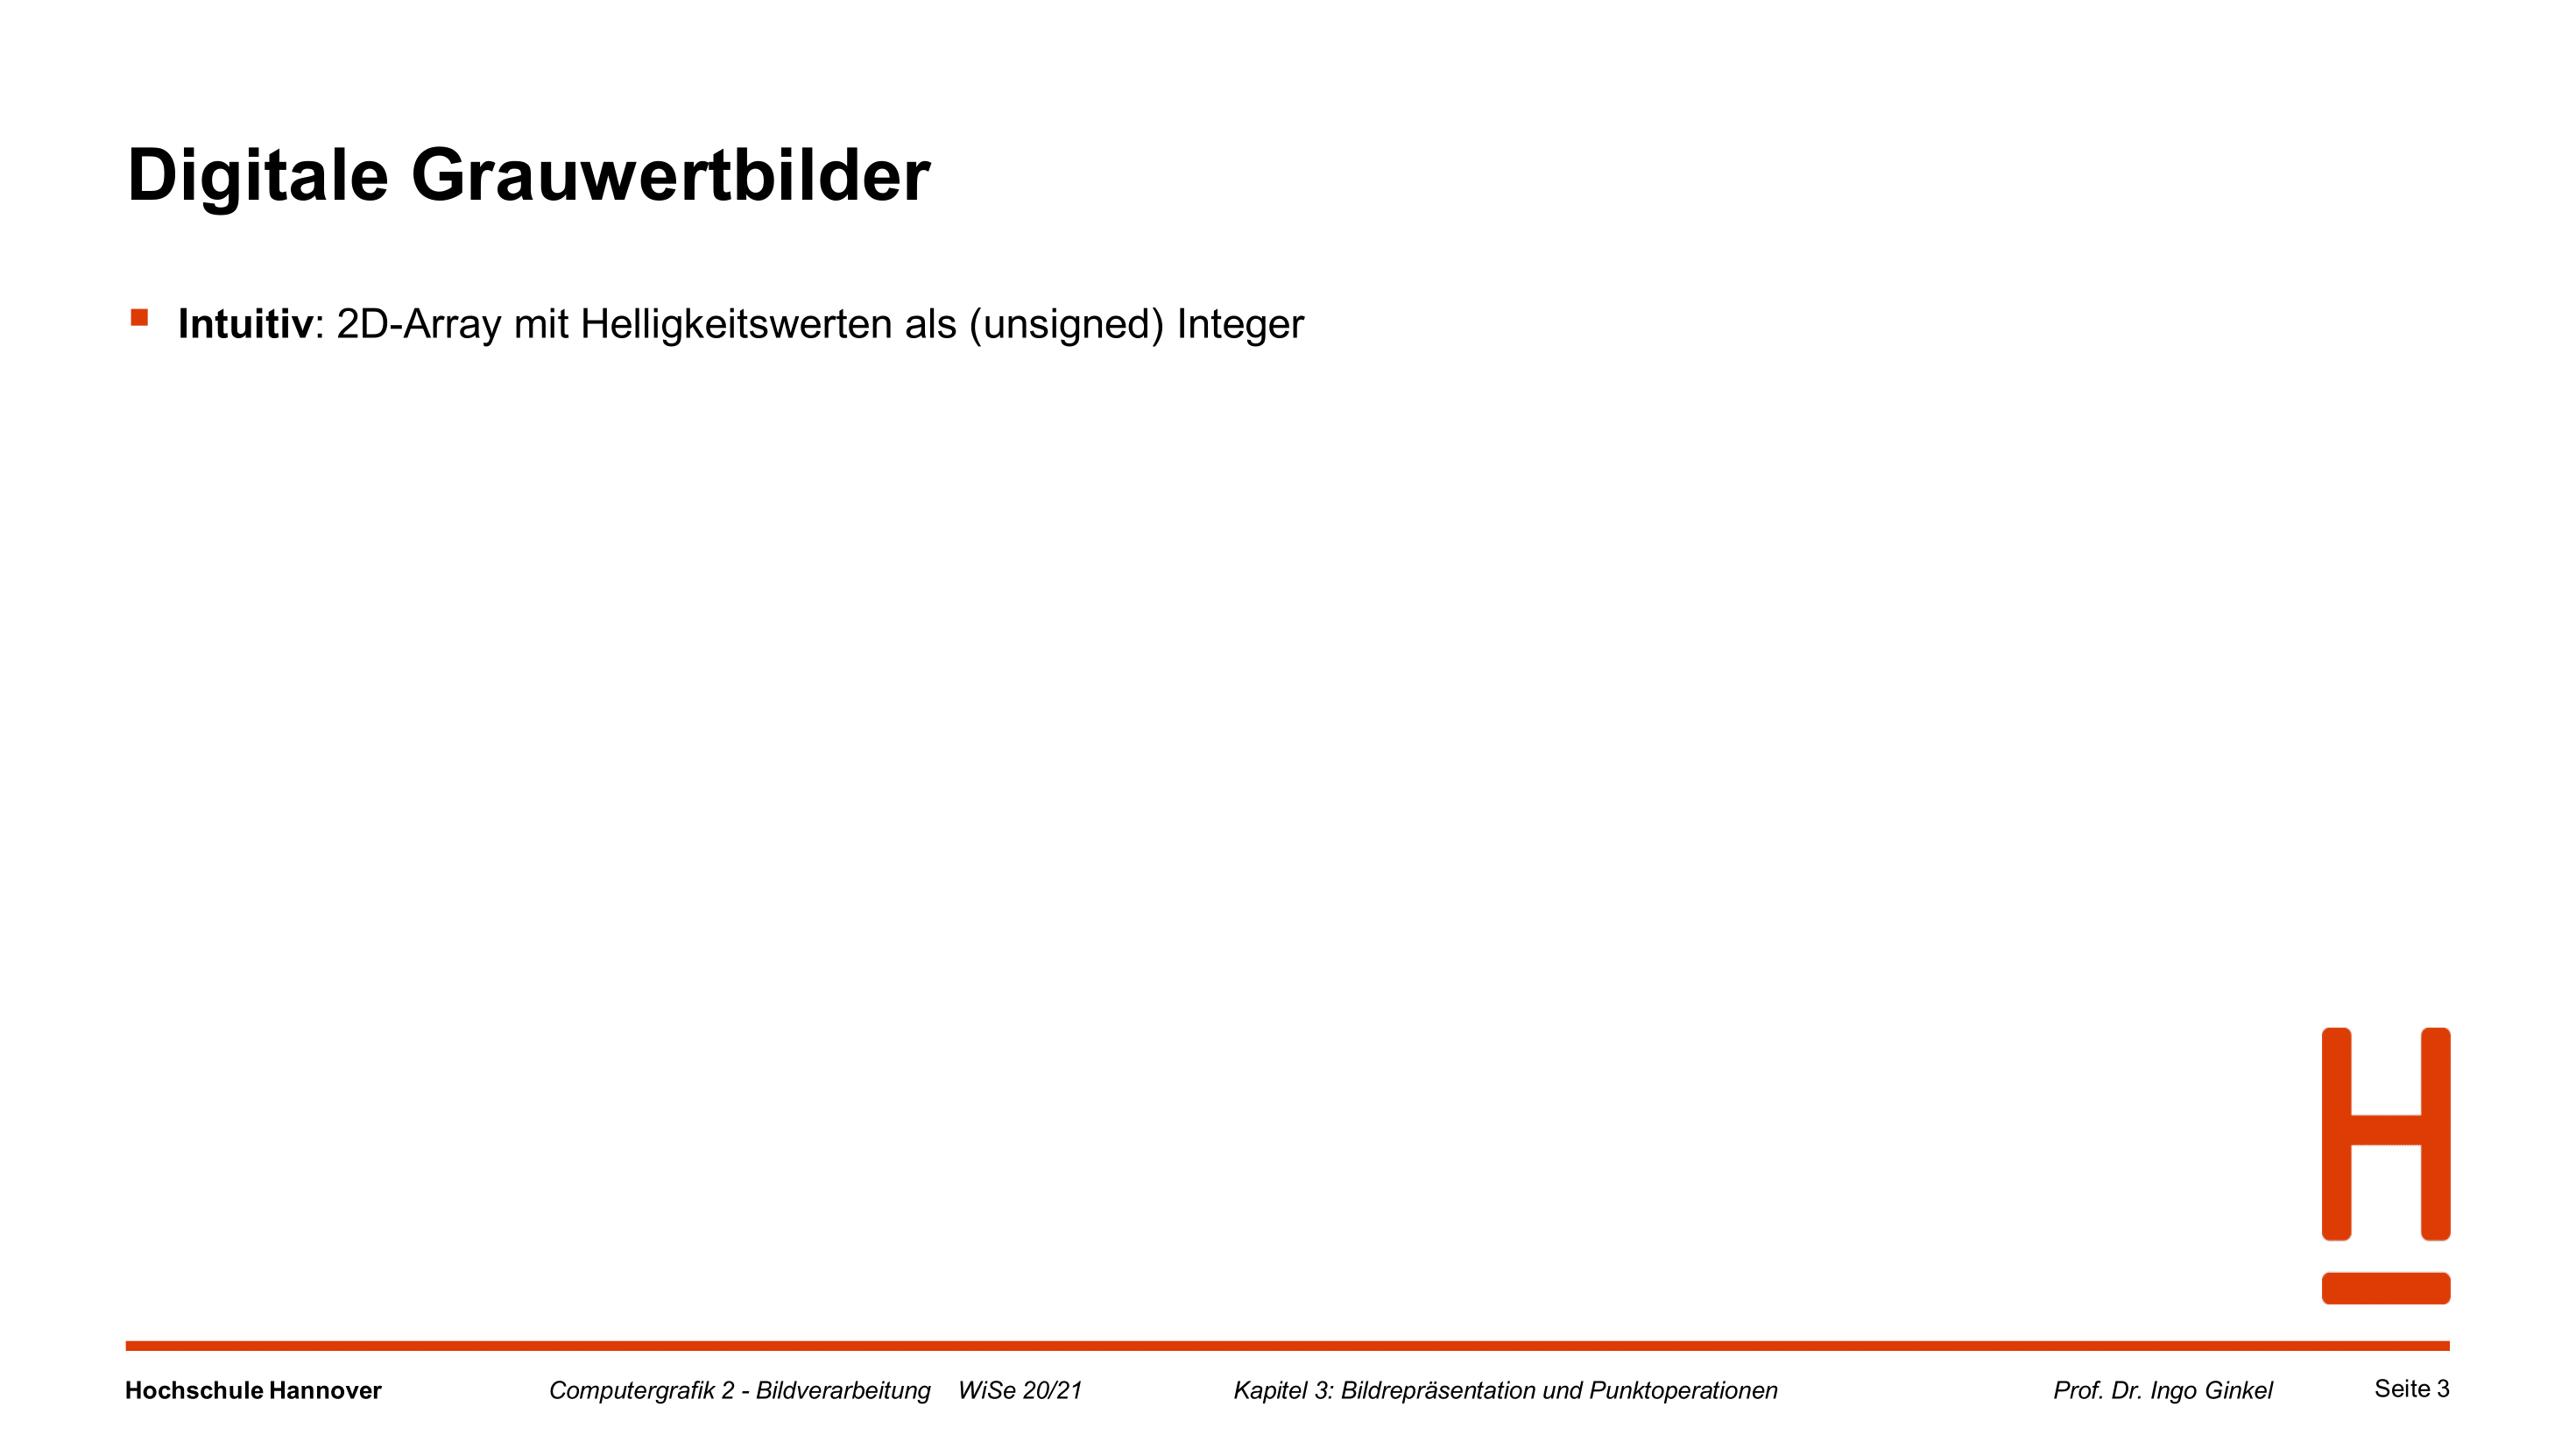 Digitale Grauwertbilder
Intuitiv: 2D-Array mit Helligkeitswerten als (unsigned) Integer
H
Hochschule Hannover Computergrafik 2 - Bildverarbeitung WiSe 20/21 Kapitel 3: Bildrepräsentation und Punktoperationen Prof. Dr. Ingo Ginkel Seite 3